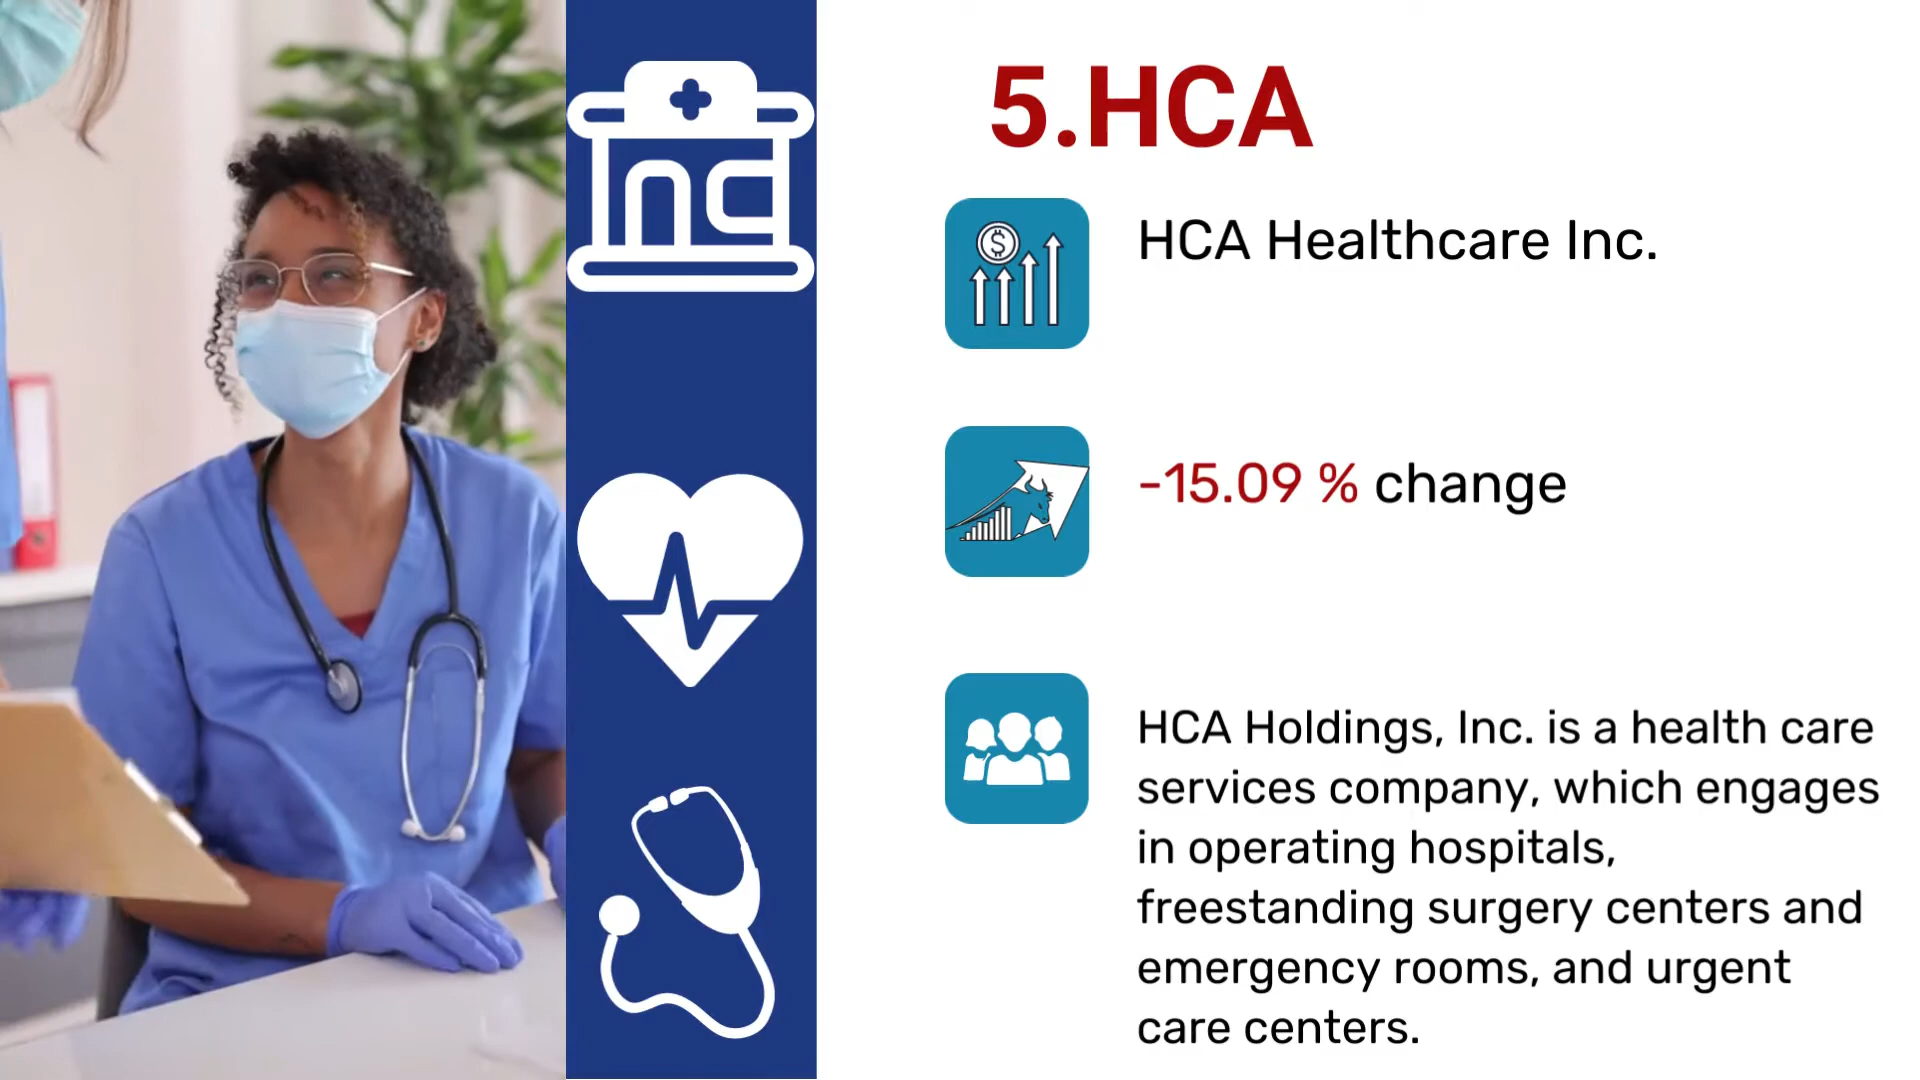 5.HCA
HCA Healthcare Inc.
-15.09 % change
HCA Holdings, Inc. is a health care
services company, which engages
in operating hospitals,
freestanding surgery centers and
emergency rooms, and urgent
care centers.